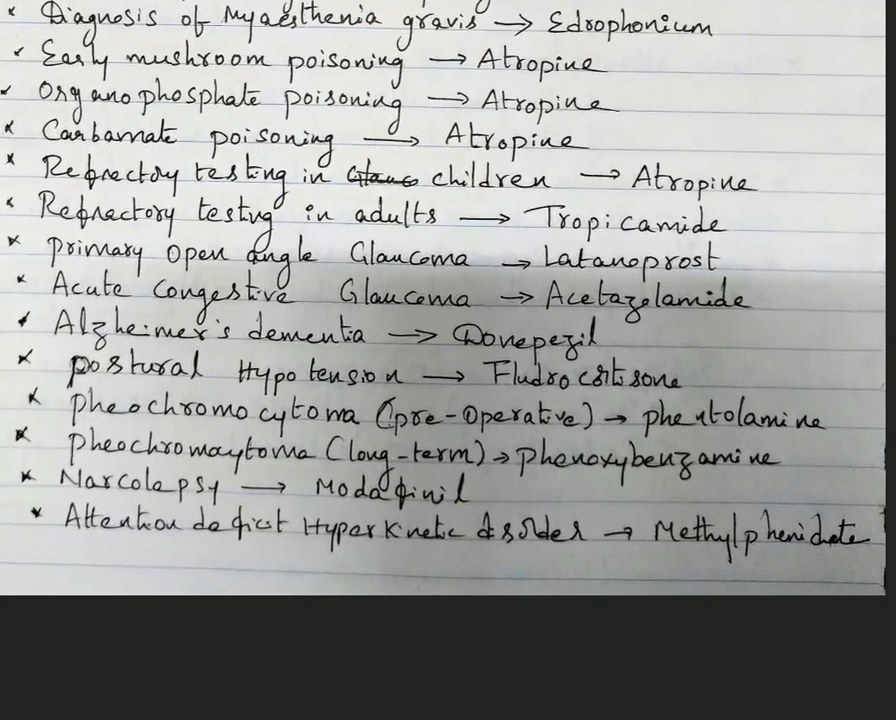 * Diagnosis of Myaesthenia gravis → Edrophonium
✓ Early mushroom poisoning → Atropine
✓ Organophosphate poisoning → Atropine
* Carbamate poisoning → Atropine
* Refractory testing in children → Atropine
* Refractory testing in adults → Tropicamide
* Primary open angle Glaucoma → Latanoprost
* Acute Congestive Glaucoma → Acetazolamide
✓ Alzheimer's dementia → Donepezil
* postural Hypotension → Fludrocortisone
* pheochromocytoma (pre-Operative) → phentolamine
* pheochromaytoma (long-term) → phenoxybenzamine
* Narcolepsy → Modafinil
* Attention deficit Hyperkinetic disorder → Methylphenidate